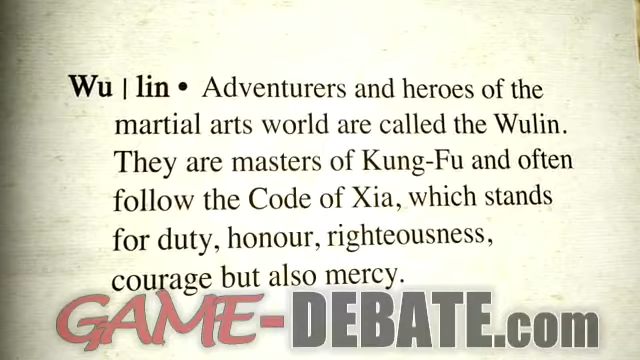 Wu | lin • Adventurers and heroes of the
martial arts world are called the Wulin.
They are masters of Kung-Fu and often
follow the Code of Xia, which stands
for duty, honour, righteousness,
courage but also mercy.
GAME-DEBATE.com